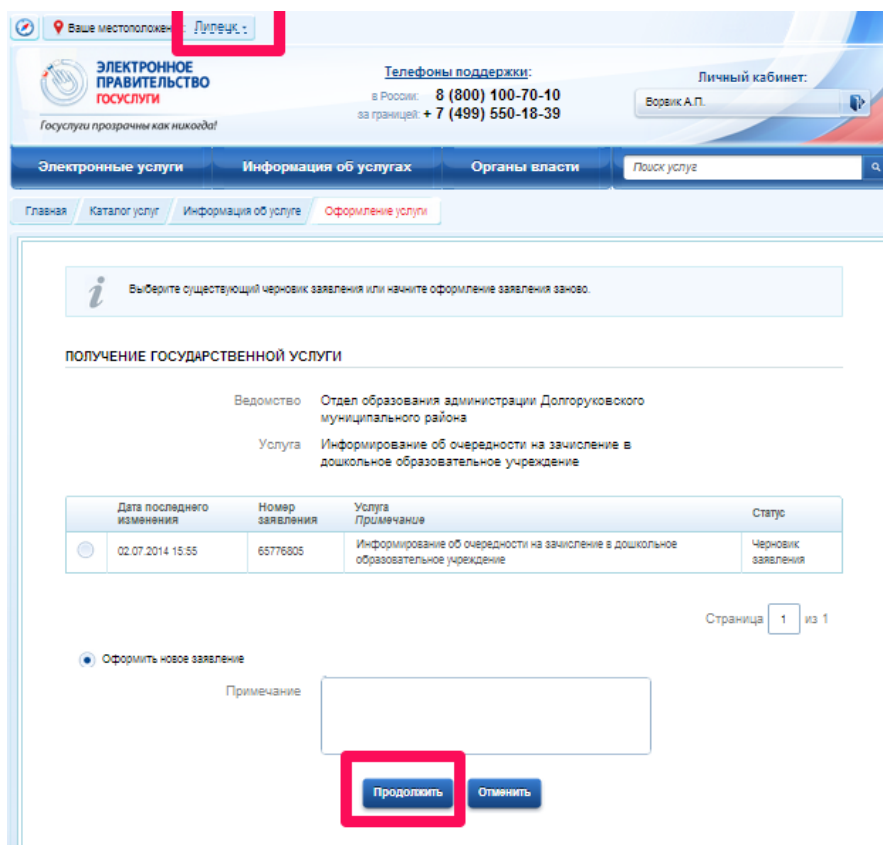 Ваше местоположение: Липецк
ЭЛЕКТРОННОЕ
ПРАВИТЕЛЬСТВО
ГОСУСЛУГИ
Госуслуги прозрачны как никогда!
Телефоны поддержки:
в России: 8 (800) 100-70-10
за границей: + 7 (499) 550-18-39
Личный кабинет:
Ворвик А.П.
Электронные услуги Информация об услугах Органы власти Поиск услуг
Главная Каталог услуг Информация об услуге Оформление услуги
Выберите существующий черновик заявления или начните оформление заявления заново.
ПОЛУЧЕНИЕ ГОСУДАРСТВЕННОЙ УСЛУГИ
Ведомство Отдел образования администрации Долгоруковского
муниципального района
Услуга Информирование об очередности на зачисление в
дошкольное образовательное учреждение
Дата последнего изменения Номер заявления Услуга Примечание Статус
02.07.2014 15:55 65776805 Информирование об очередности на зачисление в дошкольное образовательное учреждение Черновик заявления
Страница 1 из 1
Оформить новое заявление
Примечание
Продолжить Отменить